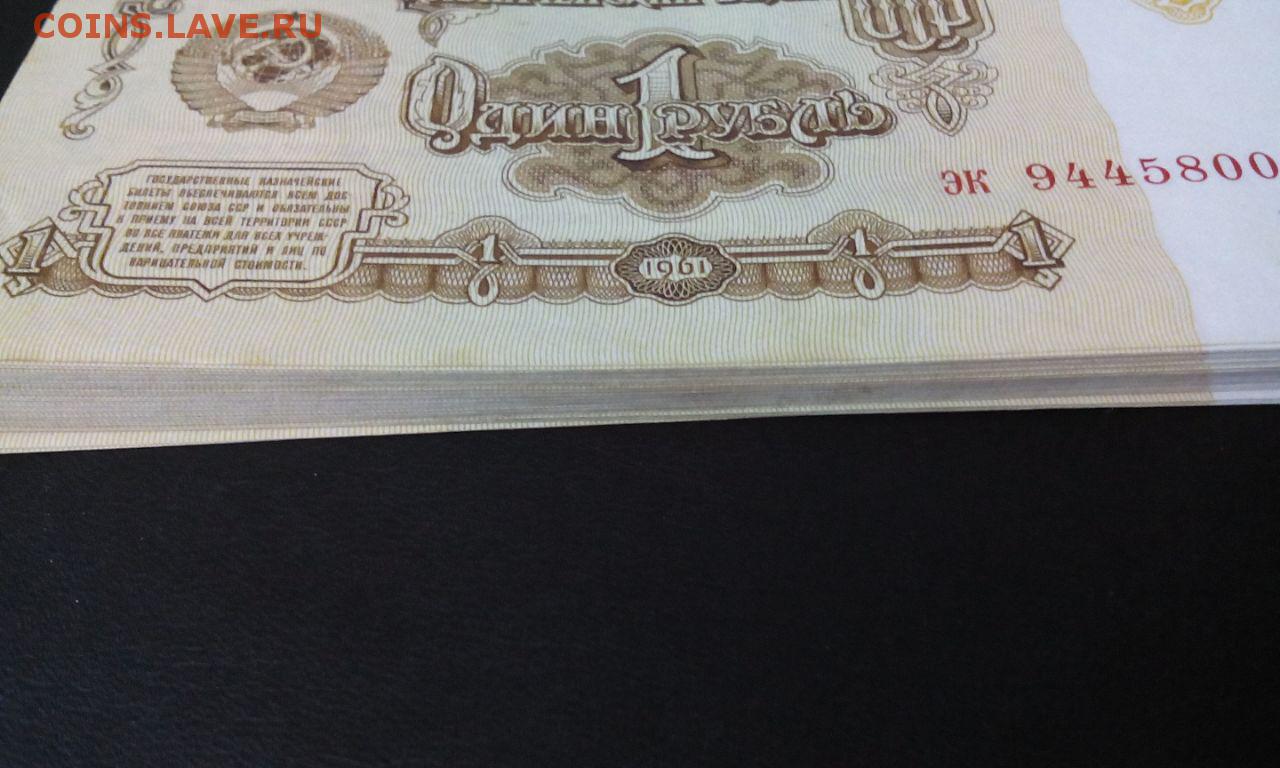 COINS.LAVE.RU
1
ОДИН РУБЛЬ
ЭК 9445800
ГОСУДАРСТВЕННЫЕ КАЗНАЧЕЙСКИЕ
БИЛЕТЫ ОБЕСПЕЧИВАЮТСЯ ВСЕМ ДОС
ТОЯНИЕМ СОЮЗА ССР И ОБЯЗАТЕЛЬНЫ
К ПРИЕМУ НА ВСЕЙ ТЕРРИТОРИИ СССР
ВО ВСЕ ПЛАТЕЖИ ДЛЯ ВСЕХ УЧРЕЖ-
ДЕНИЙ, ПРЕДПРИЯТИЙ И ЛИЦ ПО
НАРИЦАТЕЛЬНОЙ СТОИМОСТИ.
1 1 1961 1 1